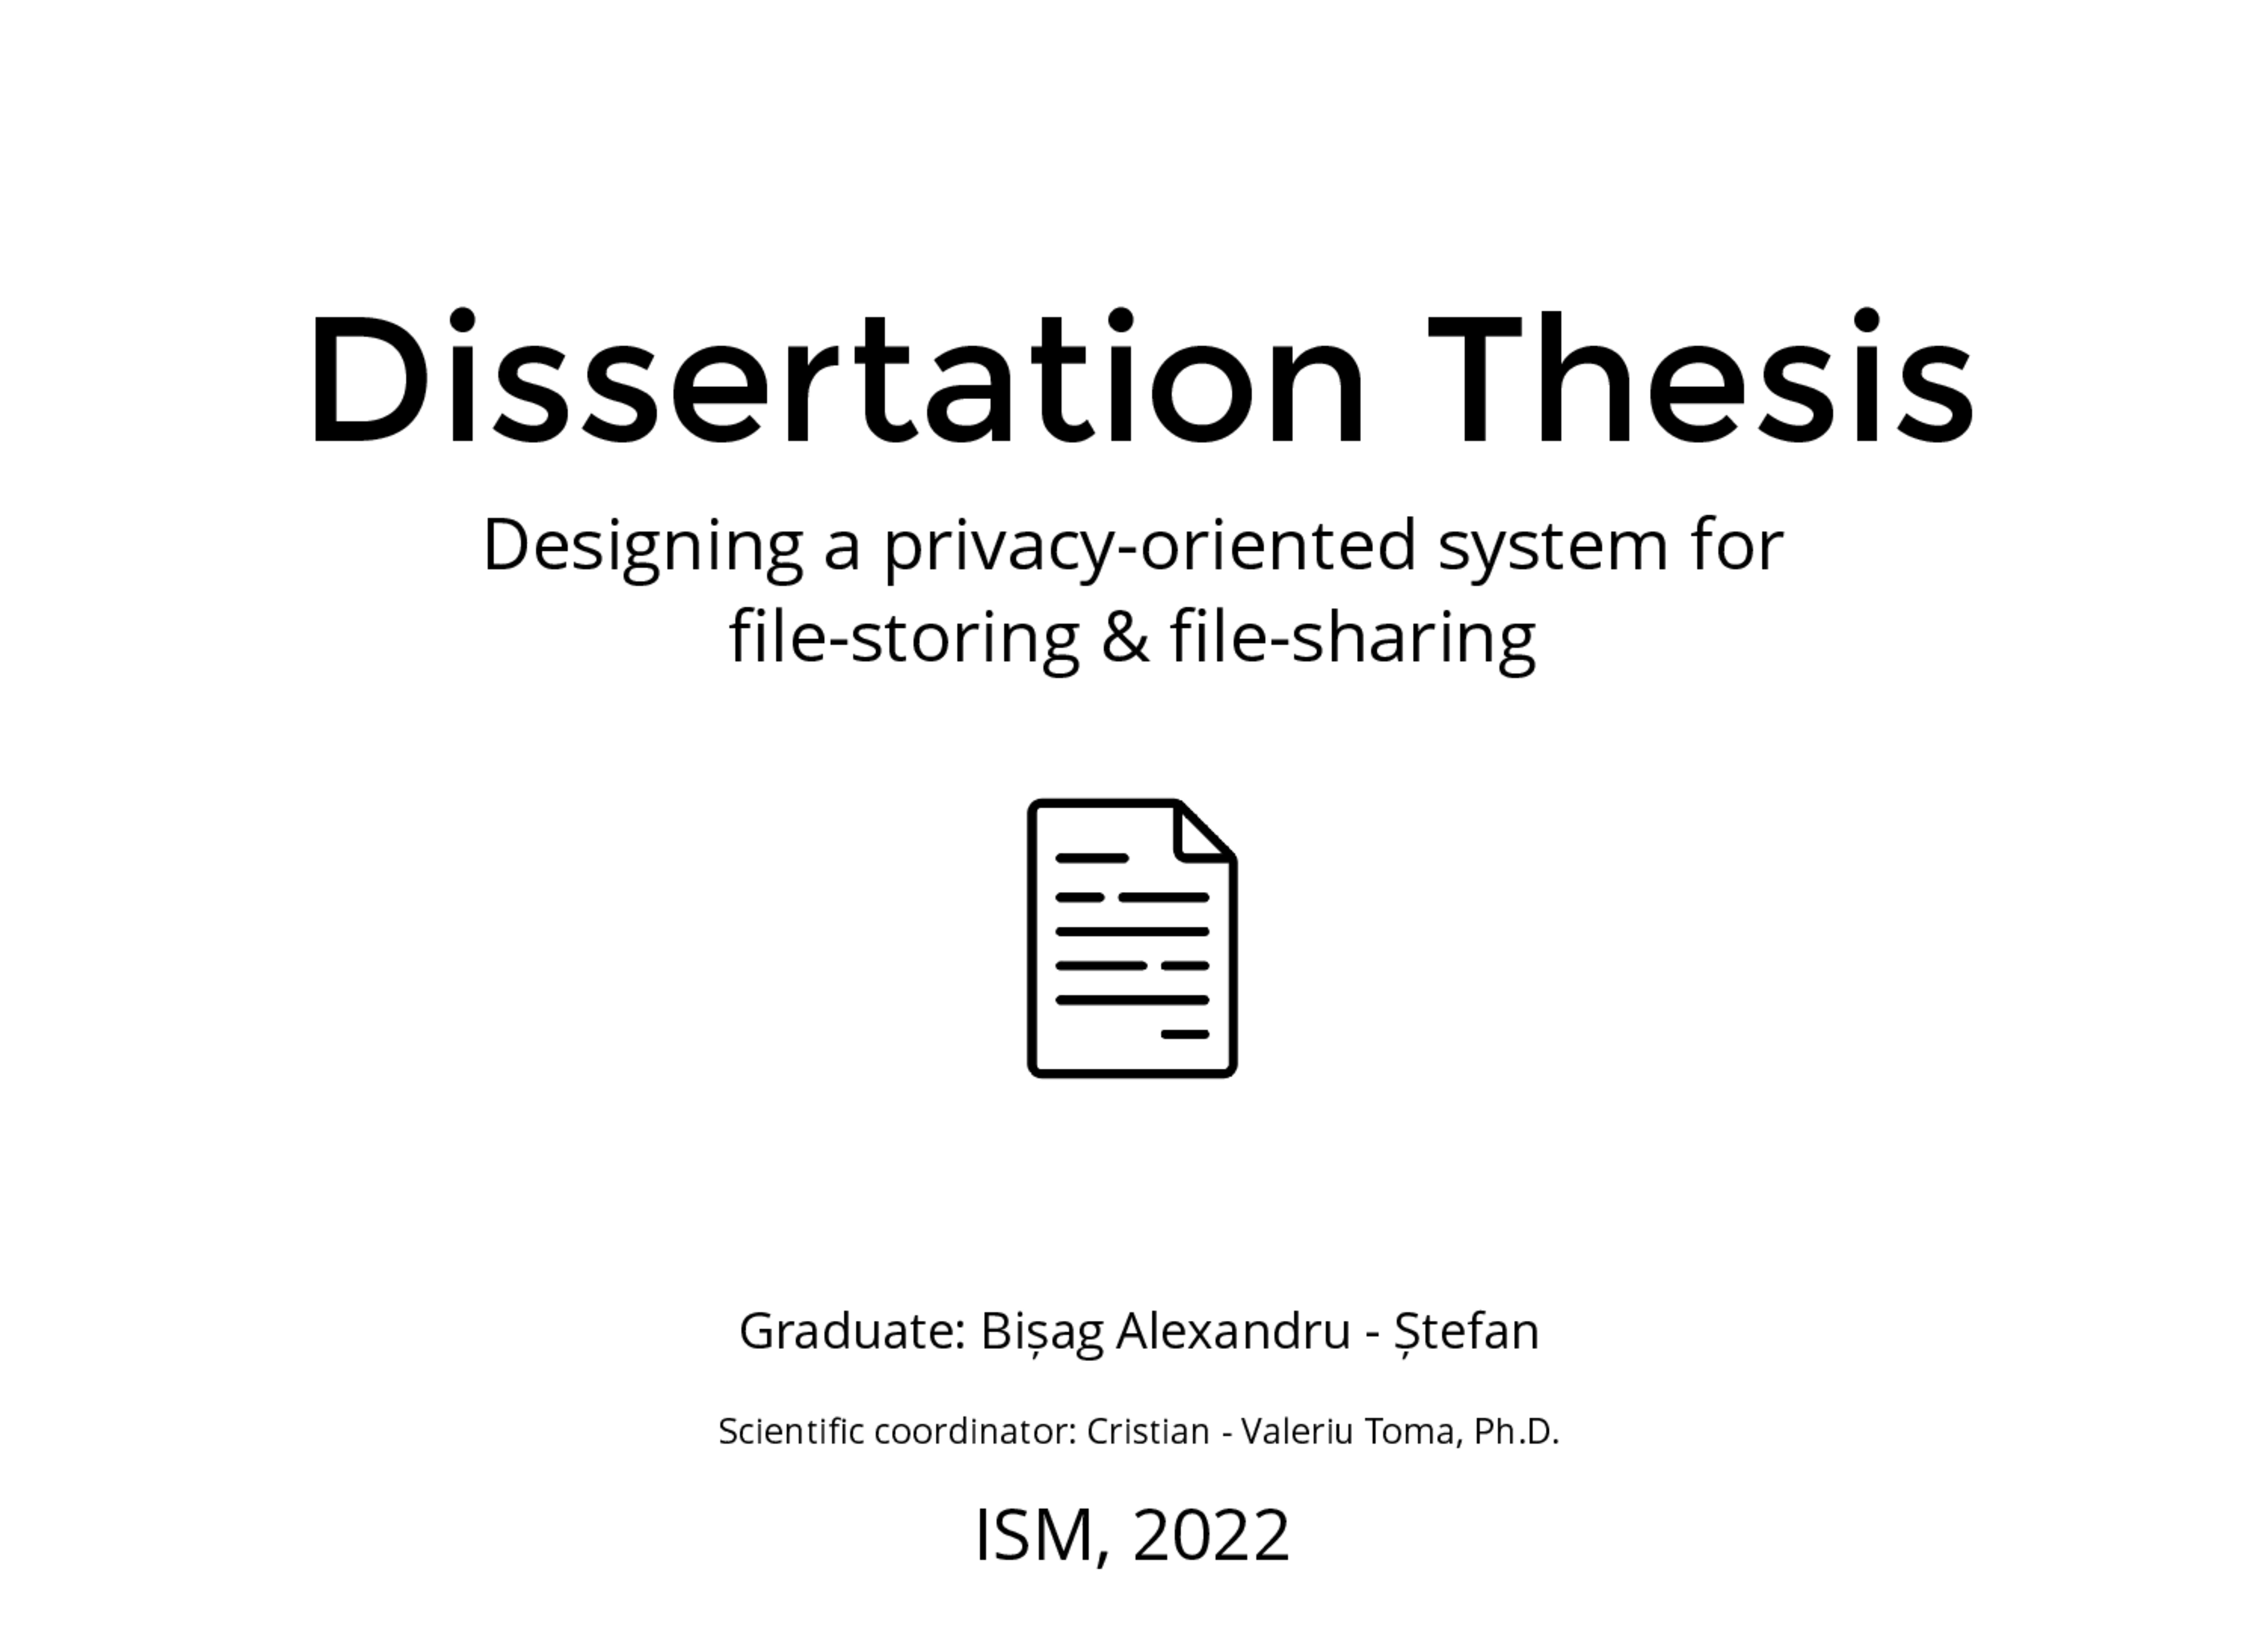 Dissertation Thesis
Designing a privacy-oriented system for
file-storing & file-sharing
Graduate: Bișag Alexandru - Ștefan
Scientific coordinator: Cristian - Valeriu Toma, Ph.D.
ISM, 2022